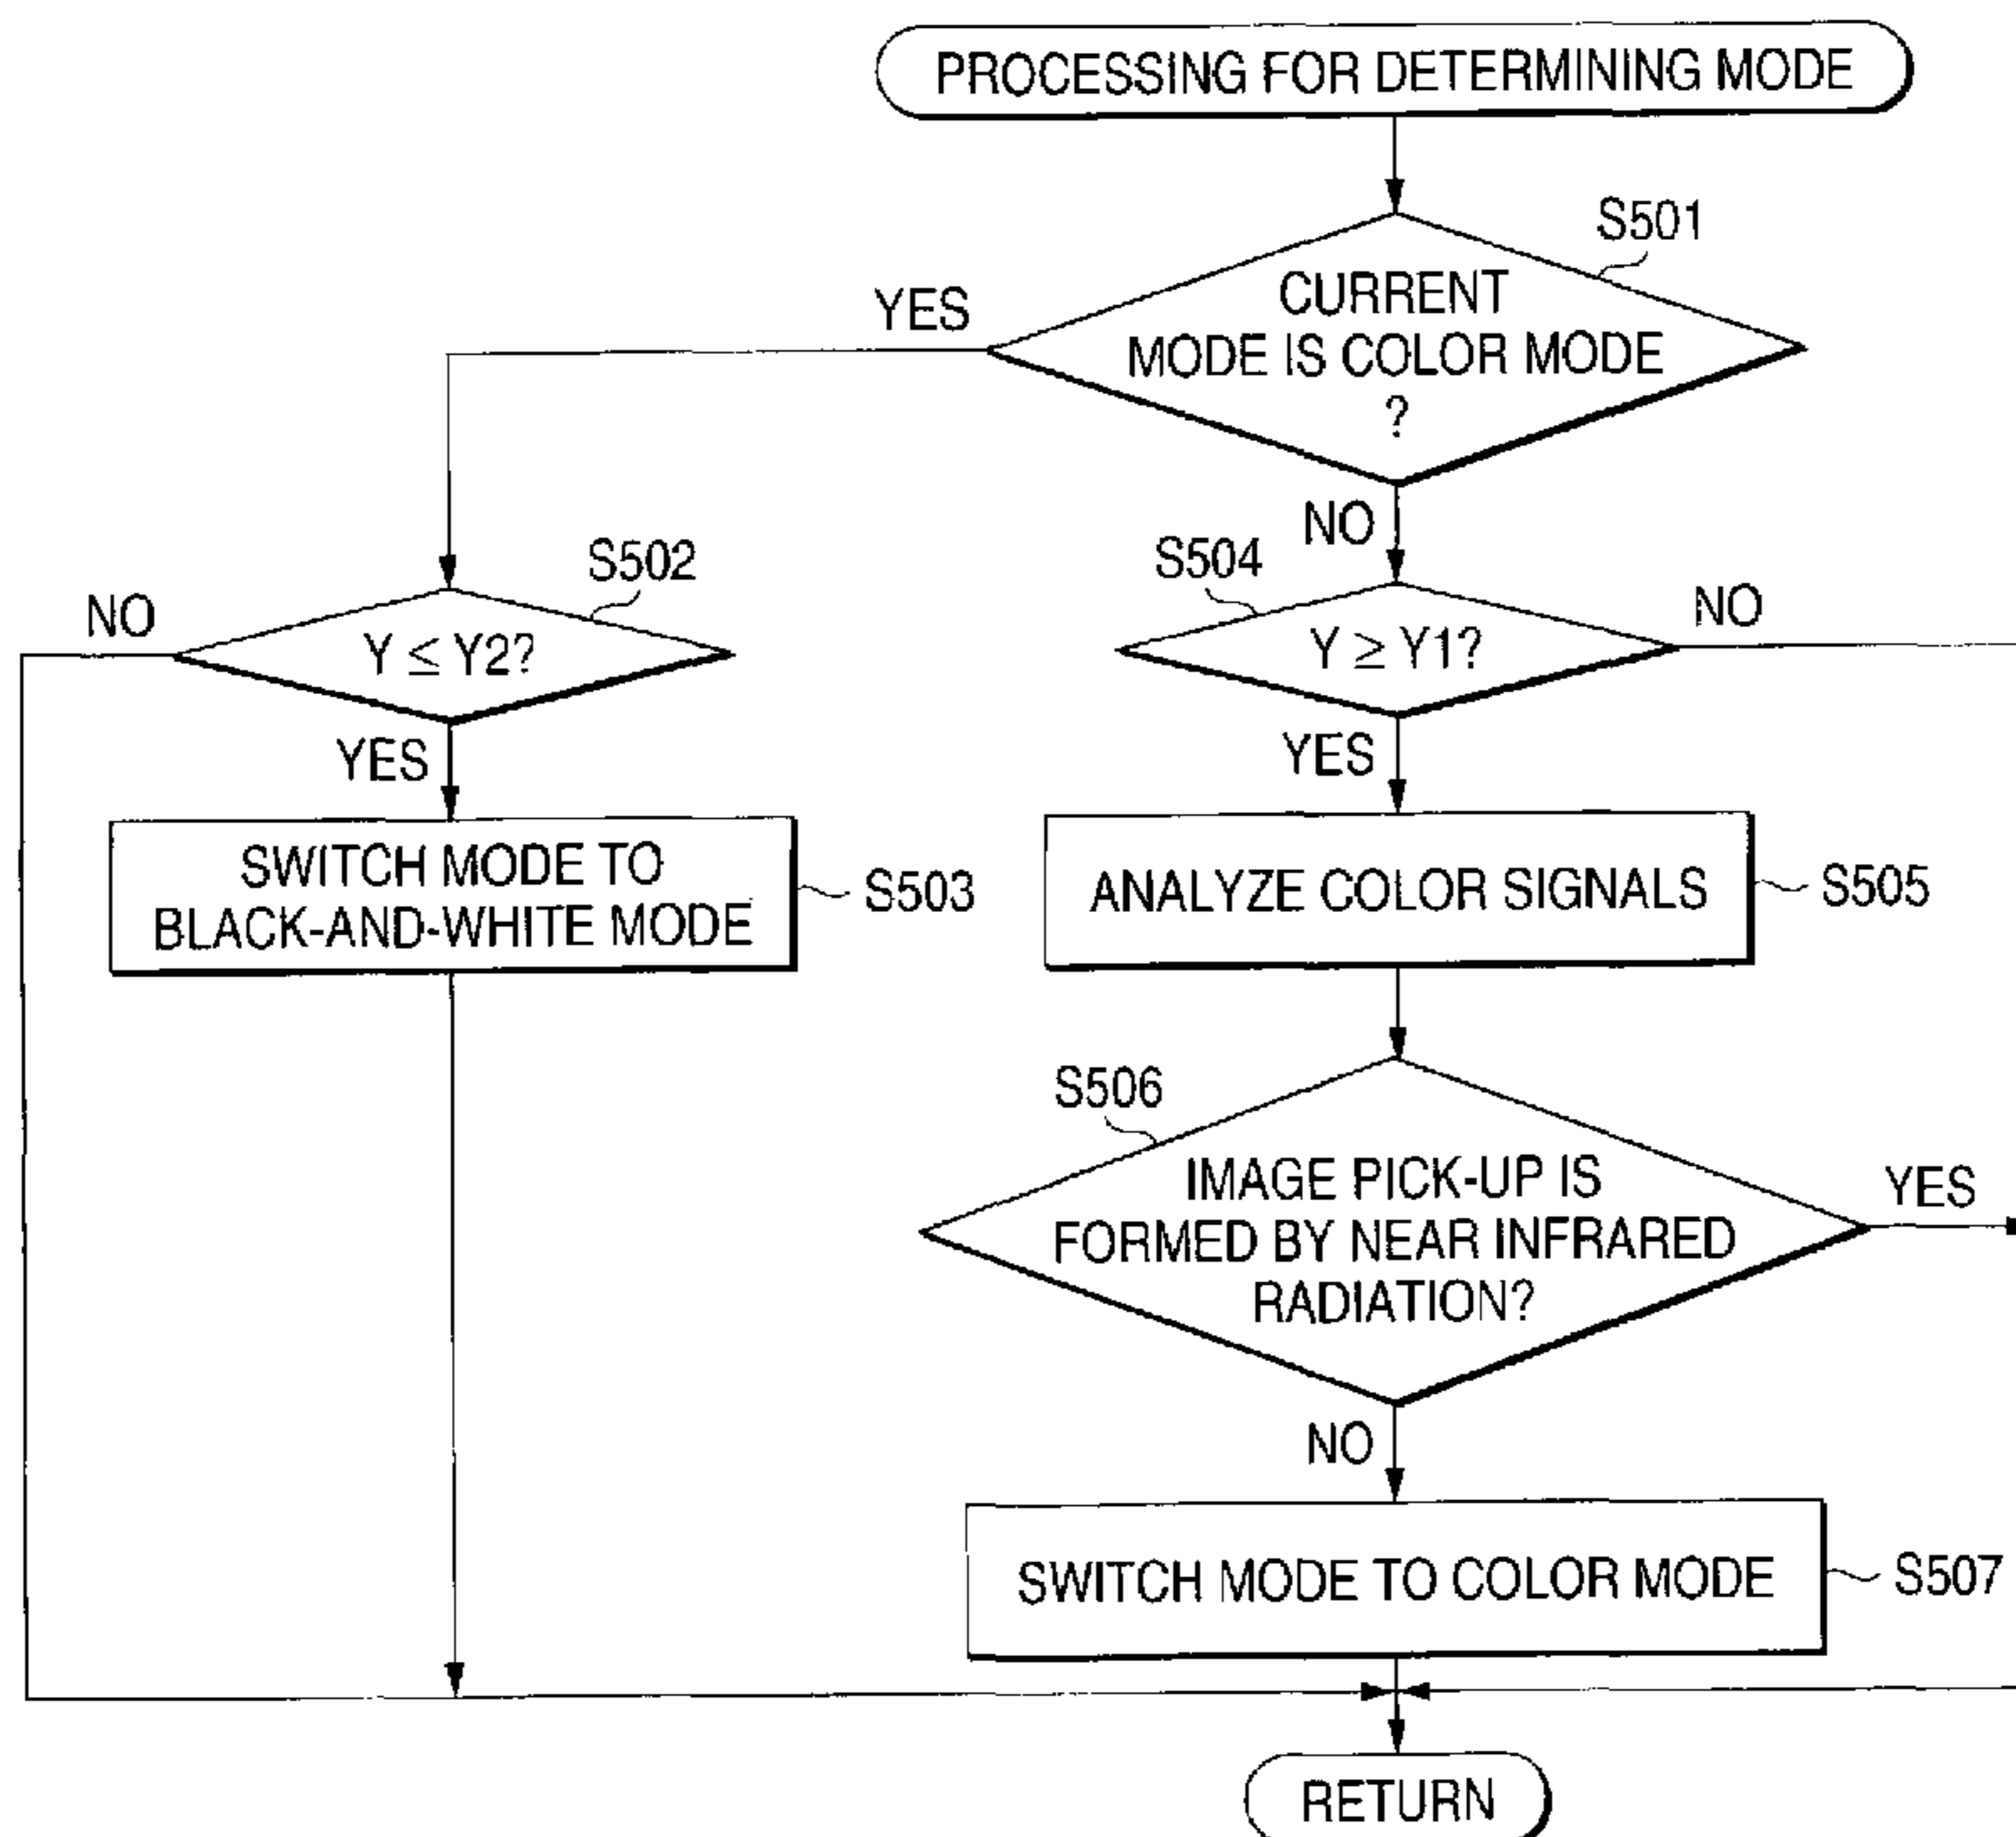 PROCESSING FOR DETERMINING MODE
S501
CURRENT
MODE IS COLOR MODE
?
YES
NO
S502
Y ≤ Y2?
NO
YES
S504
Y ≥ Y1?
NO
YES
SWITCH MODE TO
BLACK-AND-WHITE MODE
S503
ANALYZE COLOR SIGNALS
S505
S506
IMAGE PICK-UP IS
FORMED BY NEAR INFRARED
RADIATION?
YES
NO
SWITCH MODE TO COLOR MODE
S507
RETURN